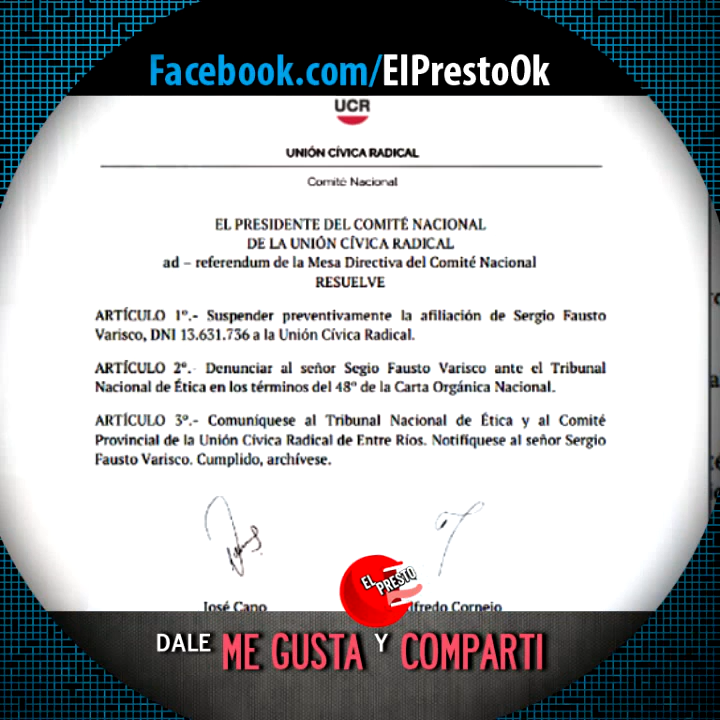 Facebook.com/ElPrestoOk
UCR
UNIÓN CÍVICA RADICAL
Comité Nacional
EL PRESIDENTE DEL COMITÉ NACIONAL
DE LA UNIÓN CÍVICA RADICAL
ad – referendum de la Mesa Directiva del Comité Nacional
RESUELVE
ARTÍCULO 1º.- Suspender preventivamente la afiliación de Sergio Fausto
Varisco, DNI 13.631.736 a la Unión Cívica Radical.
ARTÍCULO 2º.- Denunciar al señor Segio Fausto Varisco ante el Tribunal
Nacional de Ética en los términos del 48º de la Carta Orgánica Nacional.
ARTÍCULO 3º.- Comuníquese al Tribunal Nacional de Ética y al Comité
Provincial de la Unión Cívica Radical de Entre Ríos. Notifíquese al señor Sergio
Fausto Varisco. Cumplido, archívese.
EL PRESTO
José Cano lfredo Cornejo
DALE ME GUSTA Y COMPARTI